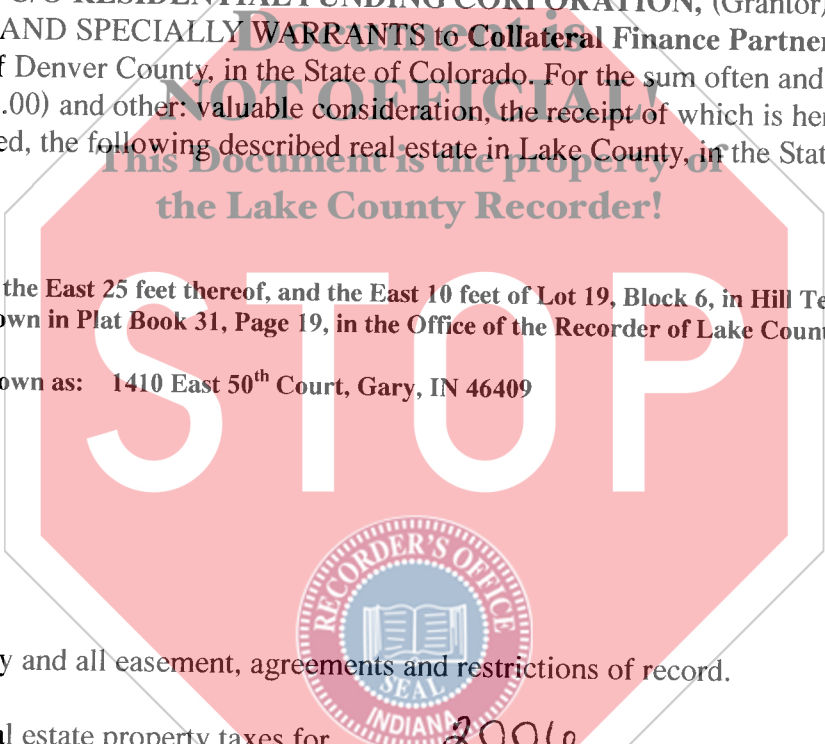 C/O RESIDENTIAL FUNDING CORPORATION, (Grantor)
AND SPECIALLY WARRANTS to Collateral Finance Partner
Document is
f Denver County, in the State of Colorado. For the sum often and
NOT OFFICIAL!
.00) and other: valuable consideration, the receipt of which is her
ed, the following described real estate in Lake County, in the Stat
This Document is the property of
the Lake County Recorder!
the East 25 feet thereof, and the East 10 feet of Lot 19, Block 6, in Hill Te
own in Plat Book 31, Page 19, in the Office of the Recorder of Lake Count
own as: 1410 East 50th Court, Gary, IN 46409
STOP
RECORDER'S OFFICE
SEAL
INDIANA
y and all easement, agreements and restrictions of record.
al estate property taxes for 2006